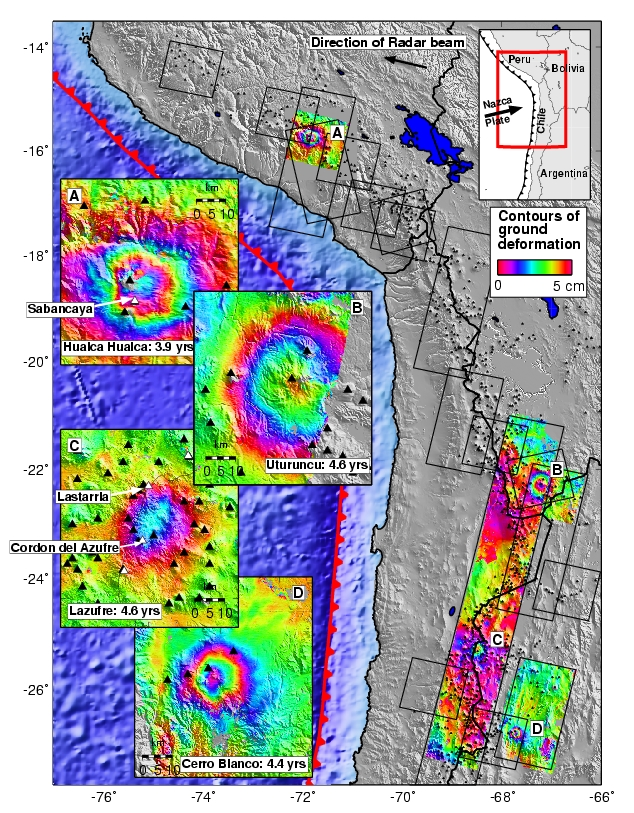 -14°
-16°
-18°
-20°
-22°
-24°
-26°
-76°
-74°
-72°
-70°
-68°
-66°
Direction of Radar beam
Peru
Bolivia
Nazca
Plate
Chile
Argentina
Contours of
ground
deformation
0 5 cm
A
B
C
D
A
km
0 5 10
Sabancaya
Hualca Hualca: 3.9 yrs
B
km
0 5 10
Uturuncu: 4.6 yrs
C
Lastarria
Cordon del Azufre
km
0 5 10
Lazufre: 4.6 yrs
D
km
0 5 10
Cerro Blanco: 4.4 yrs